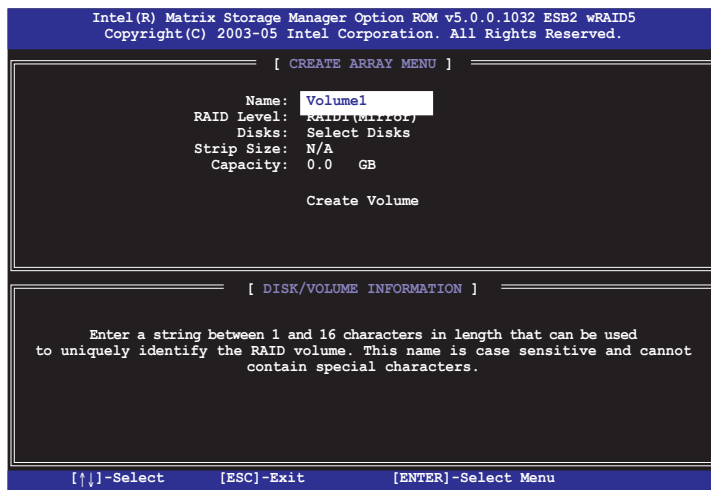 Intel(R) Matrix Storage Manager Option ROM v5.0.0.1032 ESB2 wRAID5
Copyright(C) 2003-05 Intel Corporation. All Rights Reserved.
[ CREATE ARRAY MENU ]
Name: Volume1
RAID Level: RAID1(Mirror)
Disks: Select Disks
Strip Size: N/A
Capacity: 0.0 GB
Create Volume
[ DISK/VOLUME INFORMATION ]
Enter a string between 1 and 16 characters in length that can be used
to uniquely identify the RAID volume. This name is case sensitive and cannot
contain special characters.
[↑↓]-Select [ESC]-Exit [ENTER]-Select Menu